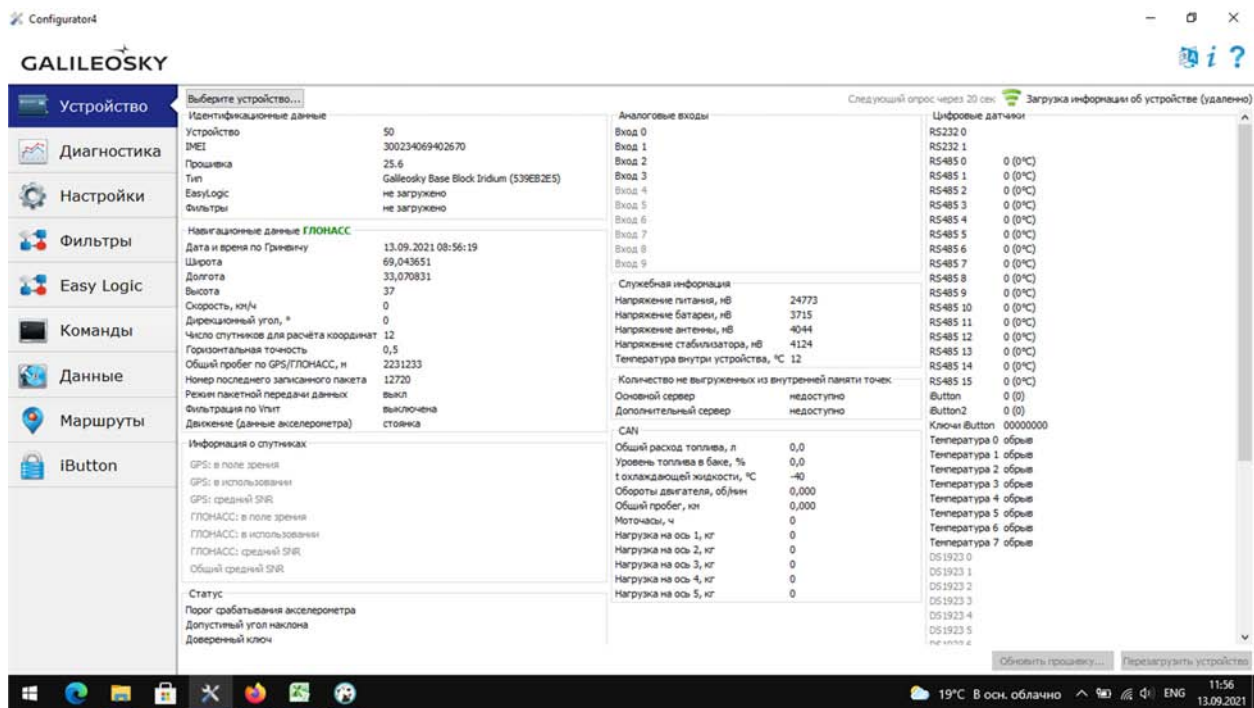 Configurator4
GALILEOSKY
Устройство
Диагностика
Настройки
Фильтры
Easy Logic
Команды
Данные
Маршруты
iButton
Выберите устройство...
Следующий опрос через 20 сек
Загрузка информации об устройстве (удаленно)
Идентификационные данные
Устройство 50
IMEI 300234069402670
Прошивка 25.6
Тип Galileosky Base Block Iridium (539EB2E5)
EasyLogic не загружено
Фильтры не загружено
Навигационные данные ГЛОНАСС
Дата и время по Гринвичу 13.09.2021 08:56:19
Широта 69,043651
Долгота 33,070831
Высота 37
Скорость, км/ч 0
Дирекционный угол, ° 0
Число спутников для расчёта координат 12
Горизонтальная точность 0,5
Общий пробег по GPS/ГЛОНАСС, м 2231233
Номер последнего записанного пакета 12720
Режим пакетной передачи данных выкл
Фильтрация по Vпит выключена
Движение (данные акселерометра) стоянка
Информация о спутниках
GPS: в поле зрения
GPS: в использовании
GPS: средний SNR
ГЛОНАСС: в поле зрения
ГЛОНАСС: в использовании
ГЛОНАСС: средний SNR
Общий средний SNR
Статус
Порог срабатывания акселерометра
Допустимый угол наклона
Доверенный ключ
Аналоговые входы
Вход 0
Вход 1
Вход 2
Вход 3
Вход 4
Вход 5
Вход 6
Вход 7
Вход 8
Вход 9
Служебная информация
Напряжение питания, мВ 24773
Напряжение батареи, мВ 3715
Напряжение антенны, мВ 4044
Напряжение стабилизатора, мВ 4124
Температура внутри устройства, °C 12
Количество не выгруженных из внутренней памяти точек
Основной сервер недоступно
Дополнительный сервер недоступно
CAN
Общий расход топлива, л 0,0
Уровень топлива в баке, % 0,0
t охлаждающей жидкости, °C -40
Обороты двигателя, об/мин 0,000
Общий пробег, км 0,000
Моточасы, ч 0
Нагрузка на ось 1, кг 0
Нагрузка на ось 2, кг 0
Нагрузка на ось 3, кг 0
Нагрузка на ось 4, кг 0
Нагрузка на ось 5, кг 0
Цифровые датчики
RS232 0
RS232 1
RS485 0 0 (0°C)
RS485 1 0 (0°C)
RS485 2 0 (0°C)
RS485 3 0 (0°C)
RS485 4 0 (0°C)
RS485 5 0 (0°C)
RS485 6 0 (0°C)
RS485 7 0 (0°C)
RS485 8 0 (0°C)
RS485 9 0 (0°C)
RS485 10 0 (0°C)
RS485 11 0 (0°C)
RS485 12 0 (0°C)
RS485 13 0 (0°C)
RS485 14 0 (0°C)
RS485 15 0 (0°C)
iButton 0 (0)
iButton2 0 (0)
Ключи iButton 00000000
Температура 0 обрыв
Температура 1 обрыв
Температура 2 обрыв
Температура 3 обрыв
Температура 4 обрыв
Температура 5 обрыв
Температура 6 обрыв
Температура 7 обрыв
DS1923 0
DS1923 1
DS1923 2
DS1923 3
DS1923 4
DS1923 5
DS1923 6
Обновить прошивку...
Перезагрузить устройство
19°C В осн. облачно
ENG
11:56
13.09.2021